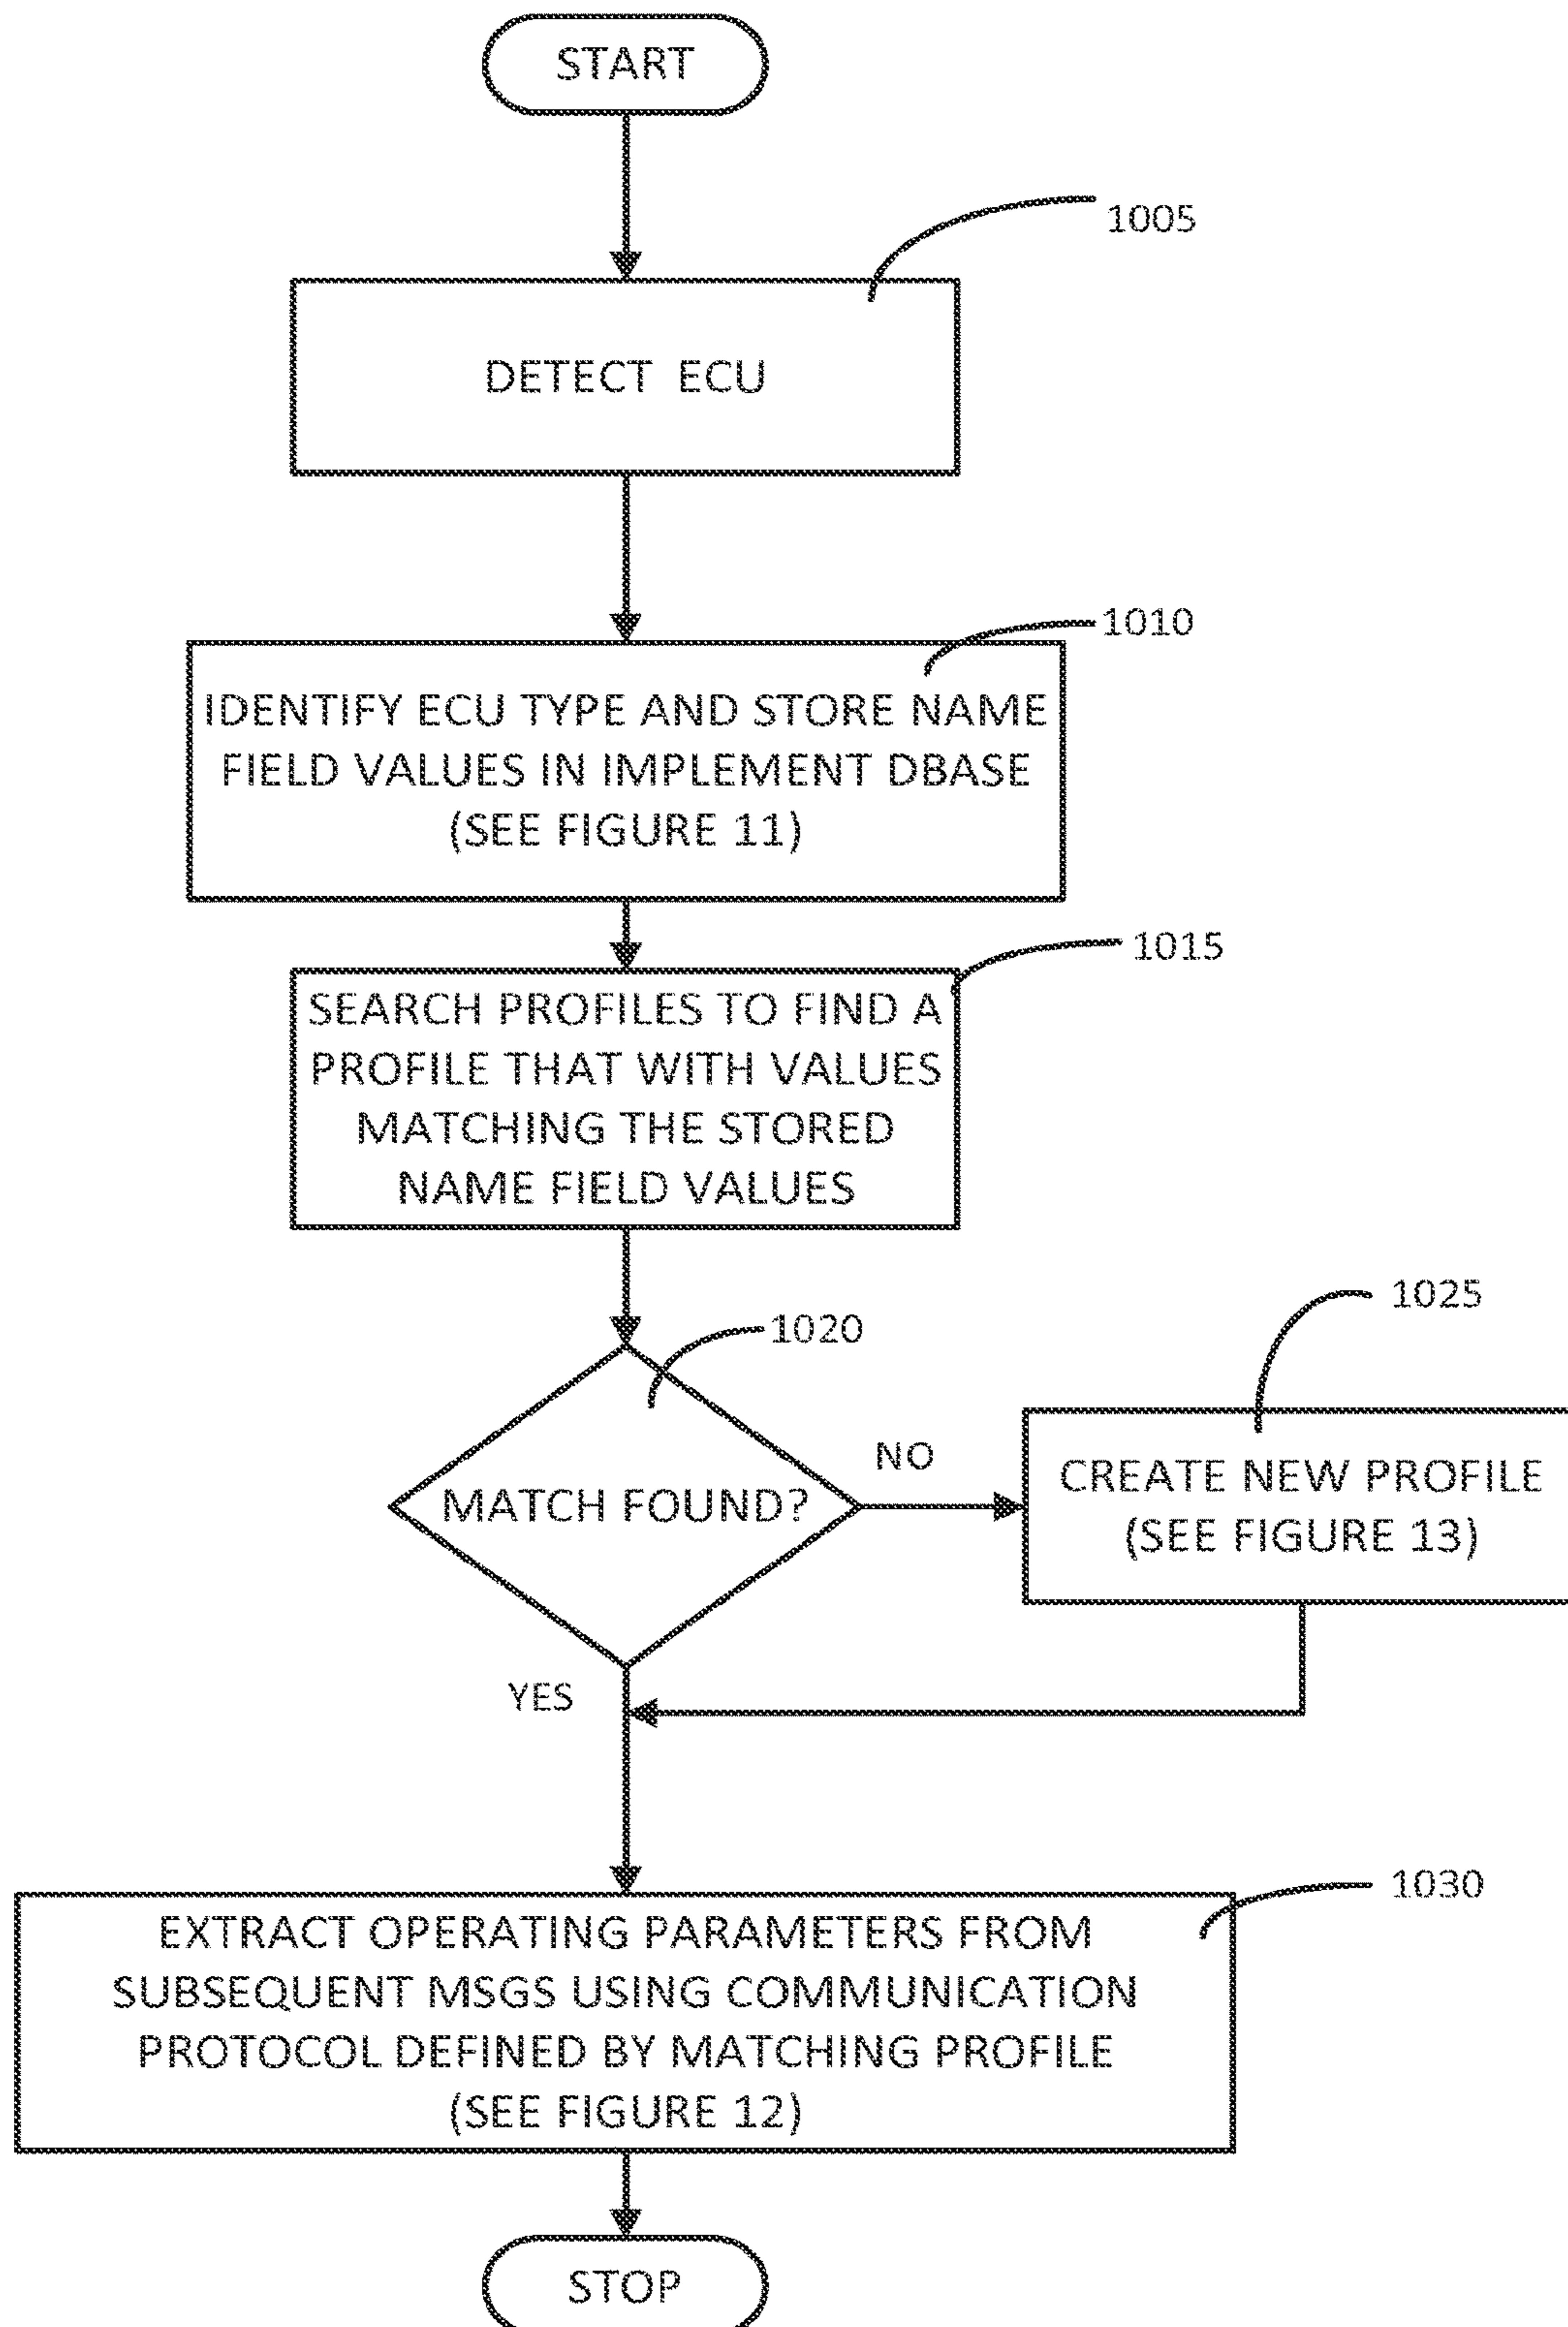 START
1005
DETECT ECU
1010
IDENTIFY ECU TYPE AND STORE NAME
FIELD VALUES IN IMPLEMENT DBASE
(SEE FIGURE 11)
1015
SEARCH PROFILES TO FIND A
PROFILE THAT WITH VALUES
MATCHING THE STORED
NAME FIELD VALUES
1020
MATCH FOUND?
NO
1025
CREATE NEW PROFILE
(SEE FIGURE 13)
YES
1030
EXTRACT OPERATING PARAMETERS FROM
SUBSEQUENT MSGS USING COMMUNICATION
PROTOCOL DEFINED BY MATCHING PROFILE
(SEE FIGURE 12)
STOP